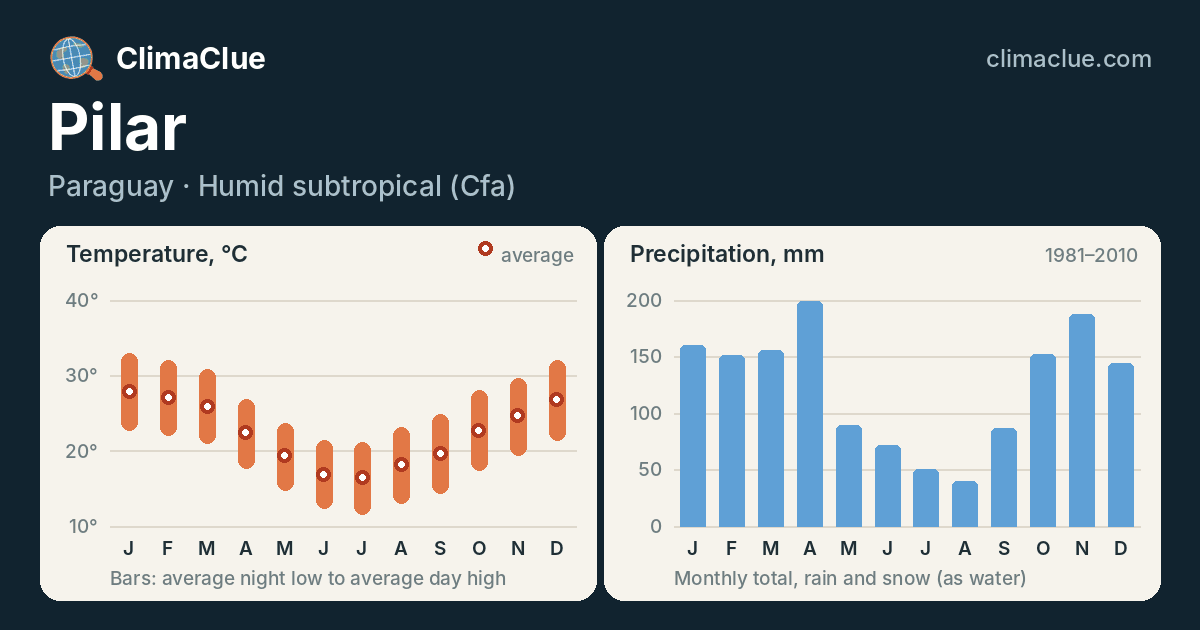 ClimaClue
climaclue.com
Pilar
Paraguay · Humid subtropical (Cfa)
Temperature, °C
average
40°
30°
20°
10°
J F M A M J J A S O N D
Bars: average night low to average day high
Precipitation, mm
1981–2010
200
150
100
50
0
J F M A M J J A S O N D
Monthly total, rain and snow (as water)